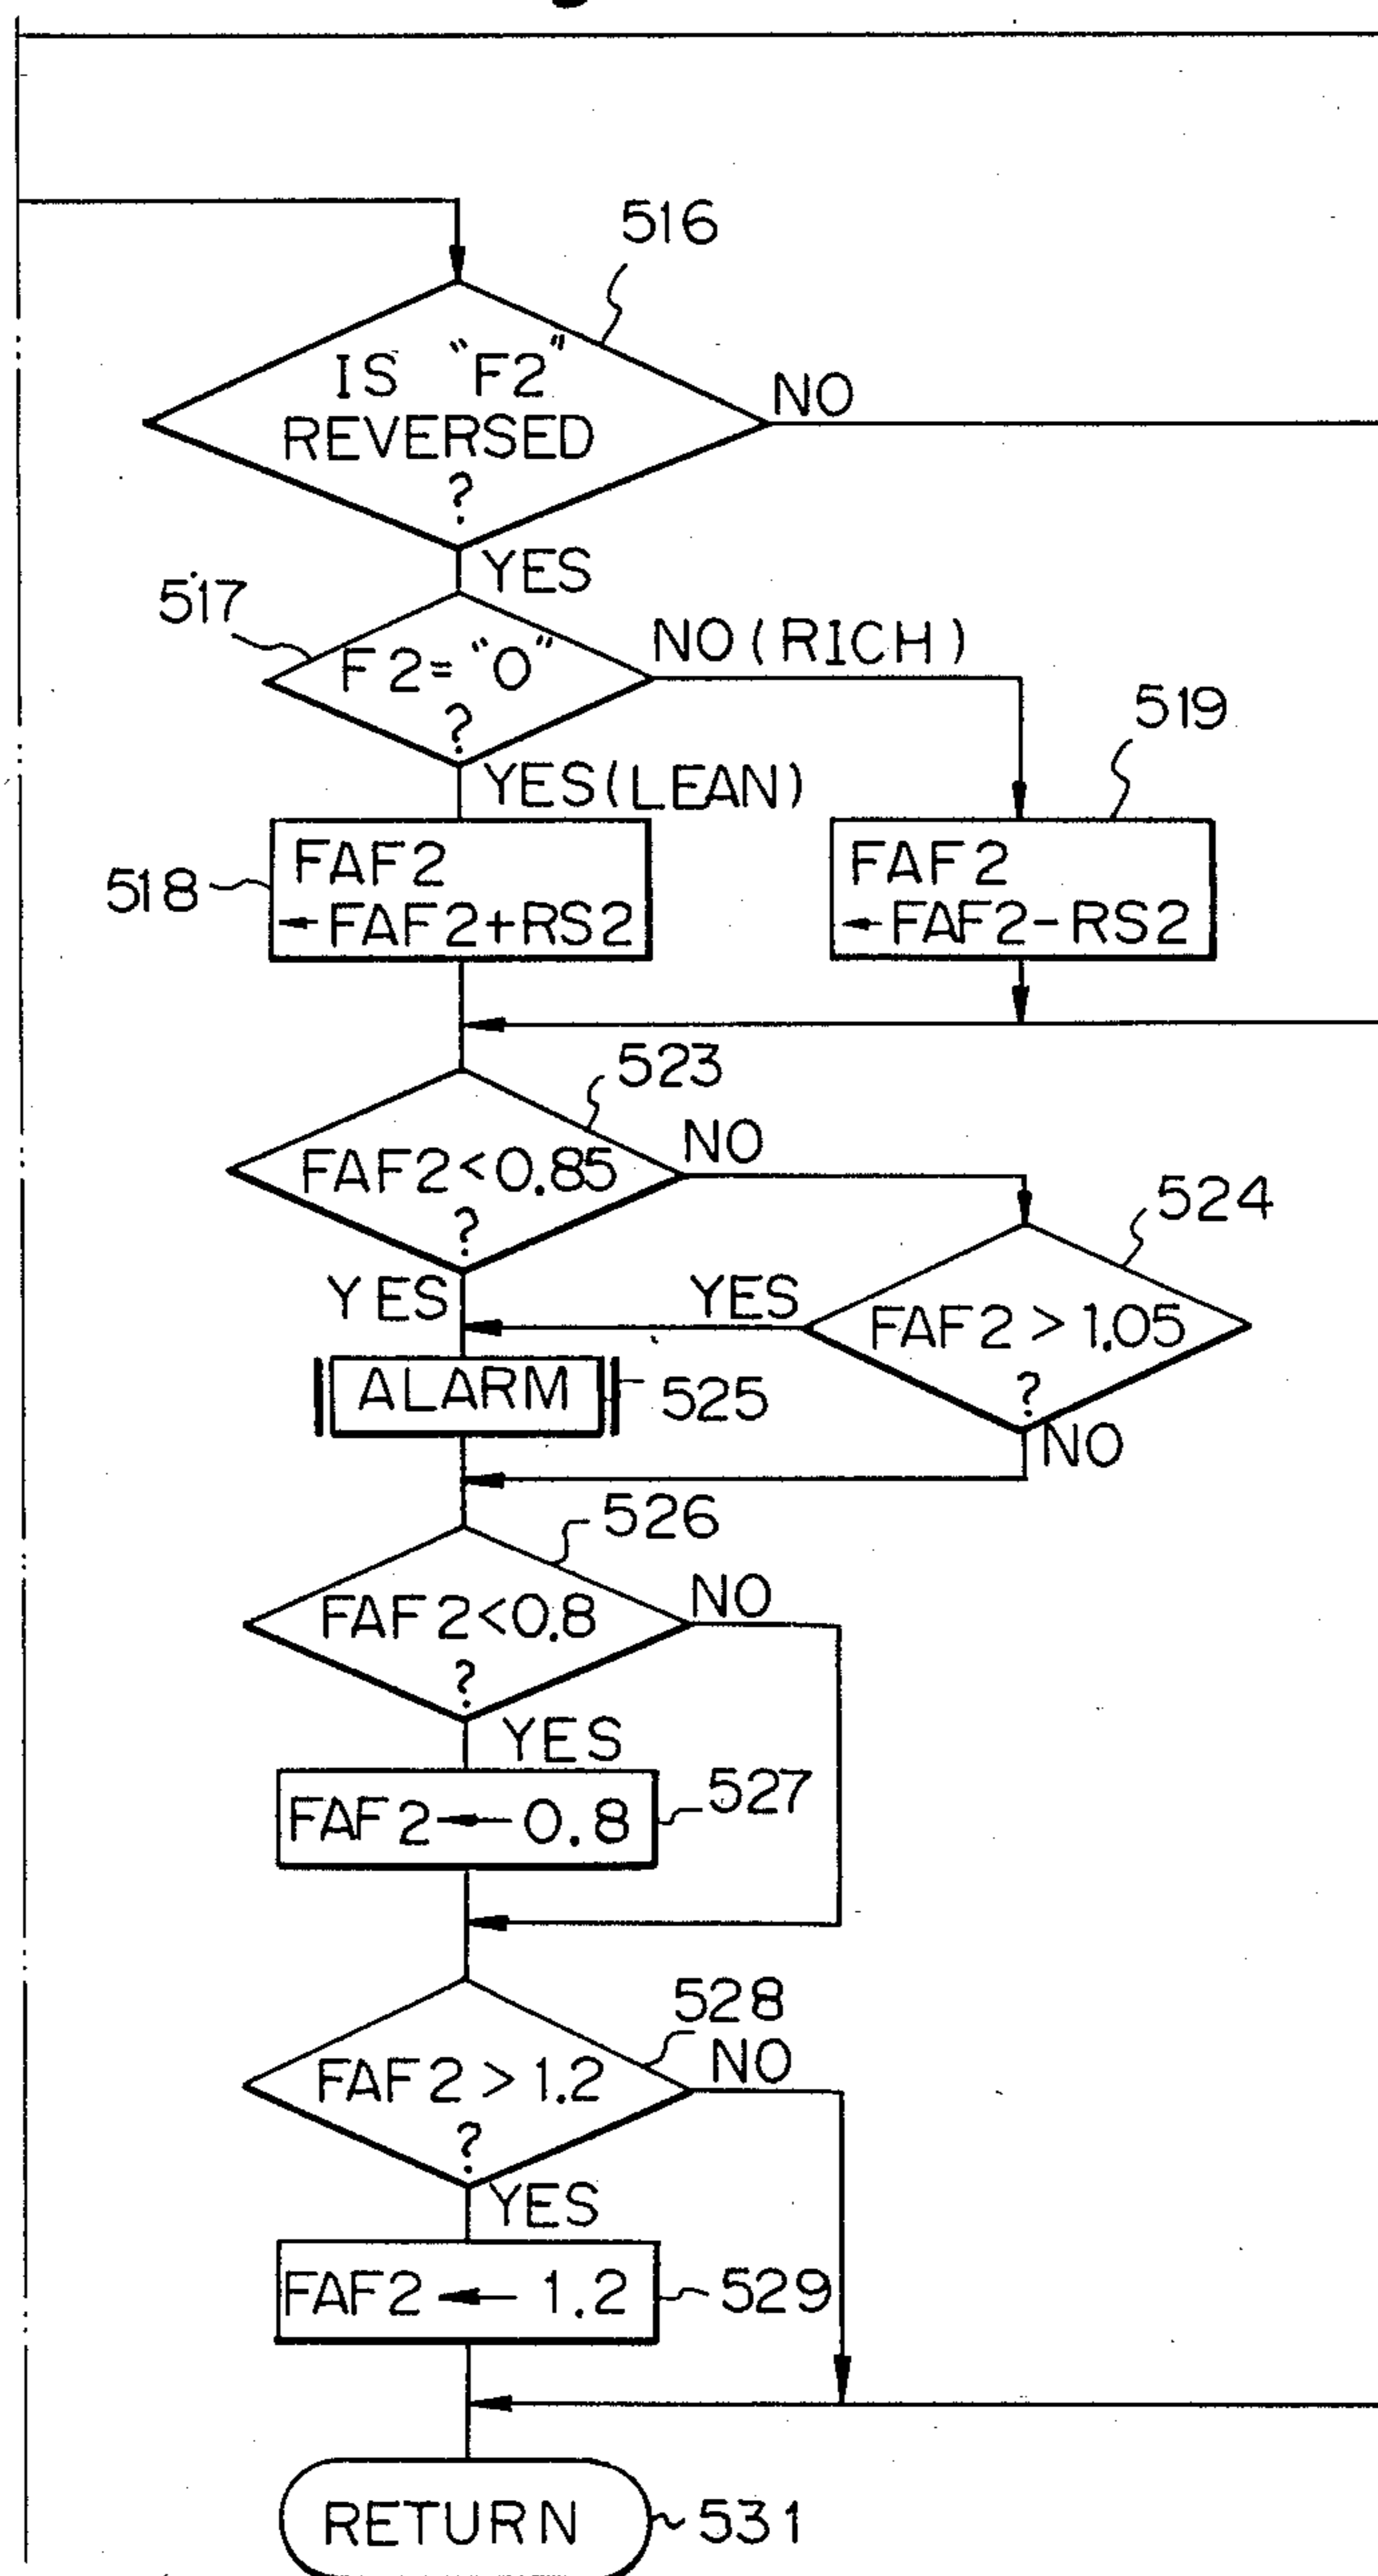 516
IS "F2"
REVERSED
?
NO
YES
517
F2="0"
?
NO (RICH)
YES (LEAN)
519
518
FAF2
←FAF2+RS2
FAF2
←FAF2-RS2
523
FAF2<0.85
?
NO
YES
524
FAF2>1.05
?
YES
NO
ALARM
525
526
FAF2<0.8
?
NO
YES
FAF2←0.8
527
528
FAF2>1.2
?
NO
YES
FAF2←1.2
529
RETURN
531